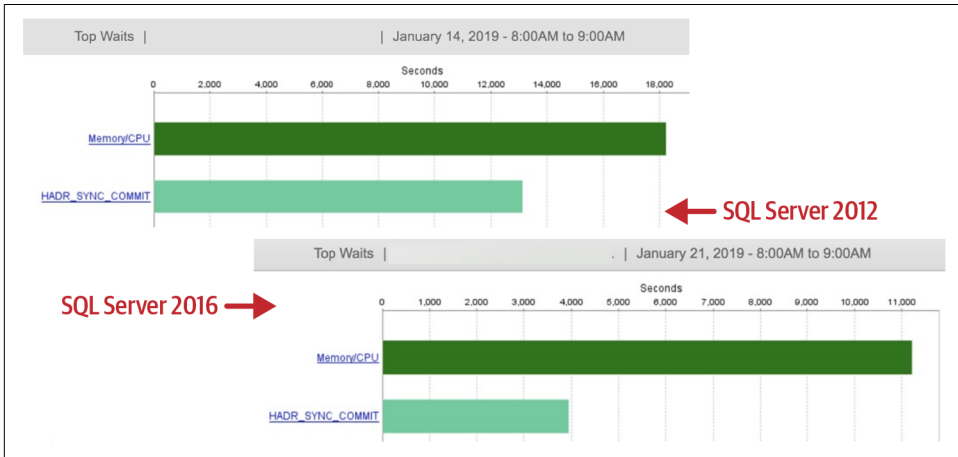 Top Waits | | January 14, 2019 - 8:00AM to 9:00AM
Seconds
0 2,000 4,000 6,000 8,000 10,000 12,000 14,000 16,000 18,000
Memory/CPU
HADR_SYNC_COMMIT
SQL Server 2012
Top Waits | . | January 21, 2019 - 8:00AM to 9:00AM
SQL Server 2016
Seconds
0 1,000 2,000 3,000 4,000 5,000 6,000 7,000 8,000 9,000 10,000 11,000
Memory/CPU
HADR_SYNC_COMMIT